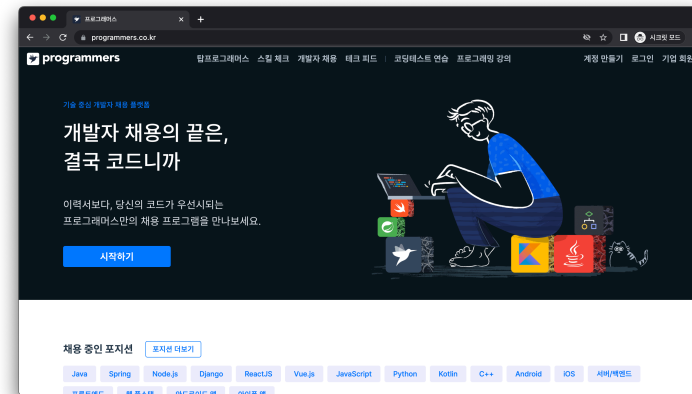 프로그래머스
programmers.co.kr
시크릿 모드
programmers
탑프로그래머스 스킬 체크 개발자 채용 테크 피드 | 코딩테스트 연습 프로그래밍 강의
계정 만들기 로그인 기업 회원
기술 중심 개발자 채용 플랫폼
개발자 채용의 끝은,
결국 코드니까
이력서보다, 당신의 코드가 우선시되는
프로그래머스만의 채용 프로그램을 만나보세요.
시작하기
채용 중인 포지션 포지션 더보기
Java Spring Node.js Django ReactJS Vue.js JavaScript Python Kotlin C++ Android iOS 서버/백엔드